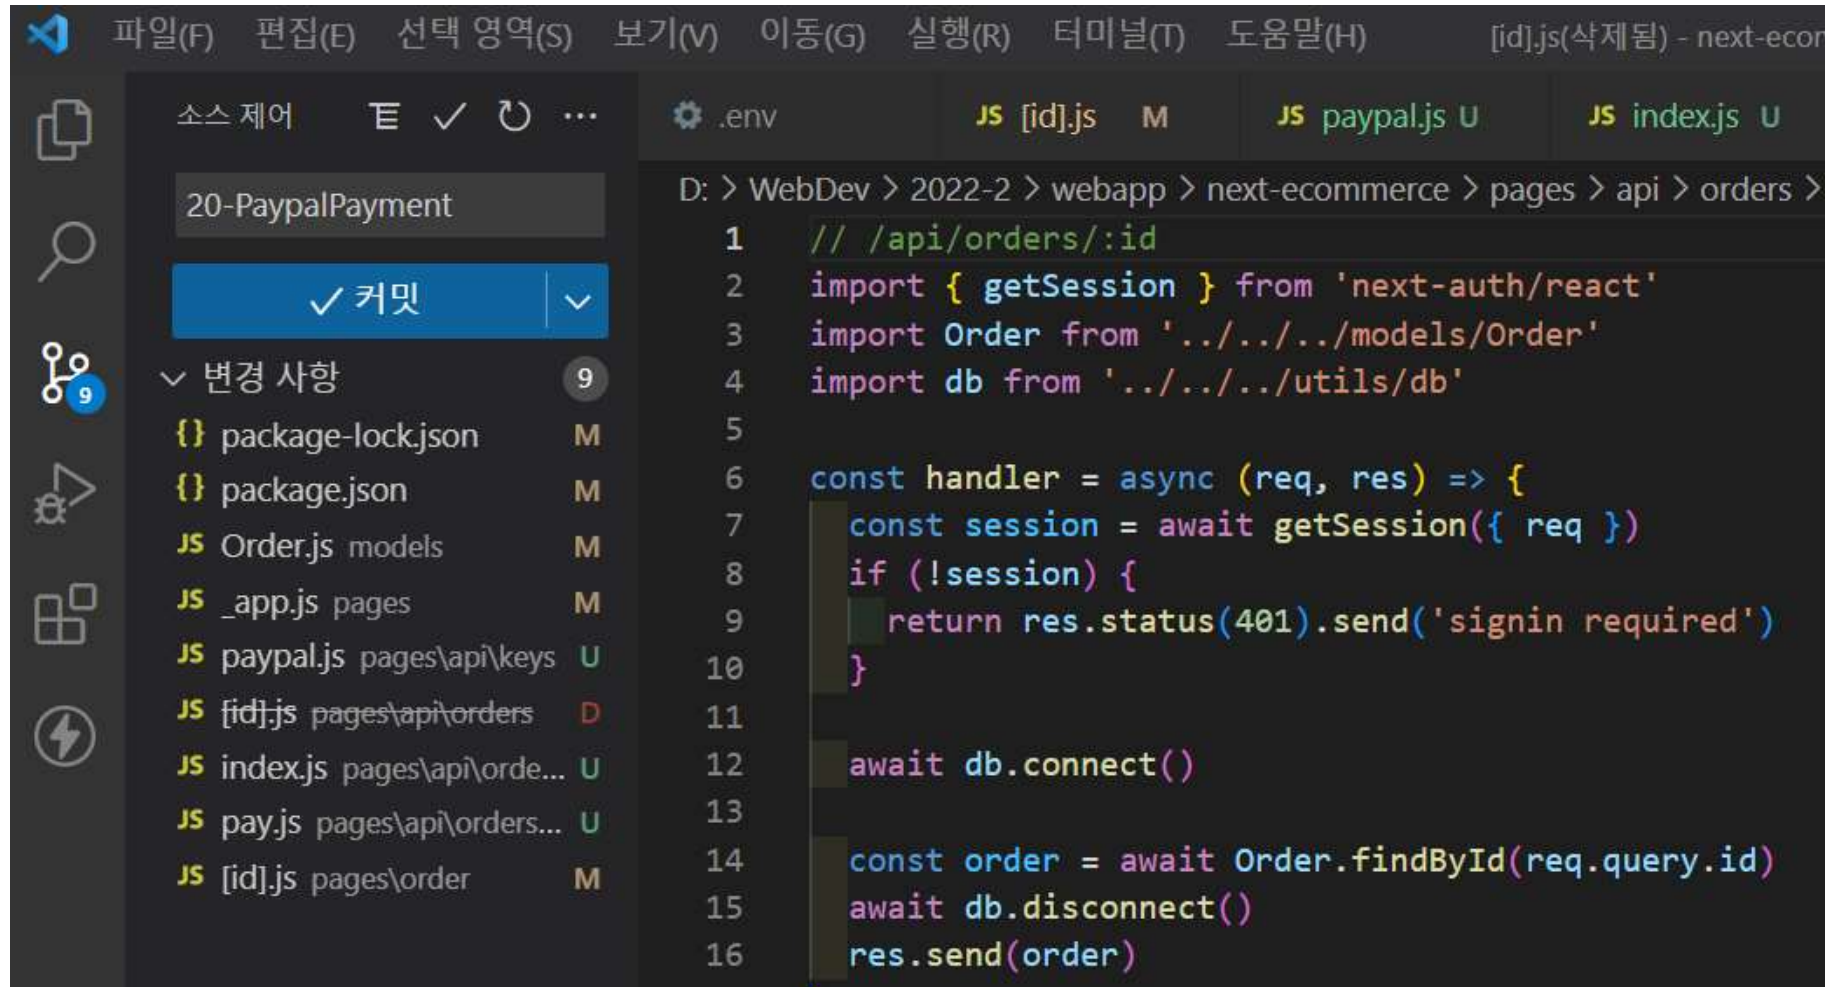 파일(F) 편집(E) 선택 영역(S) 보기(V) 이동(G) 실행(R) 터미널(T) 도움말(H) [id].js(삭제됨) - next-ecom
소스 제어
.env JS [id].js M JS paypal.js U JS index.js U
20-PaypalPayment
커밋
변경 사항 9
9
{} package-lock.json M
{} package.json M
JS Order.js models M
JS _app.js pages M
JS paypal.js pages\api\keys U
JS [id].js pages\api\orders D
JS index.js pages\api\orde... U
JS pay.js pages\api\orders... U
JS [id].js pages\order M
D: > WebDev > 2022-2 > webapp > next-ecommerce > pages > api > orders >
1 // /api/orders/:id
2 import { getSession } from 'next-auth/react'
3 import Order from '../../../models/Order'
4 import db from '../../../utils/db'
5
6 const handler = async (req, res) => {
7 const session = await getSession({ req })
8 if (!session) {
9 return res.status(401).send('signin required')
10 }
11
12 await db.connect()
13
14 const order = await Order.findById(req.query.id)
15 await db.disconnect()
16 res.send(order)